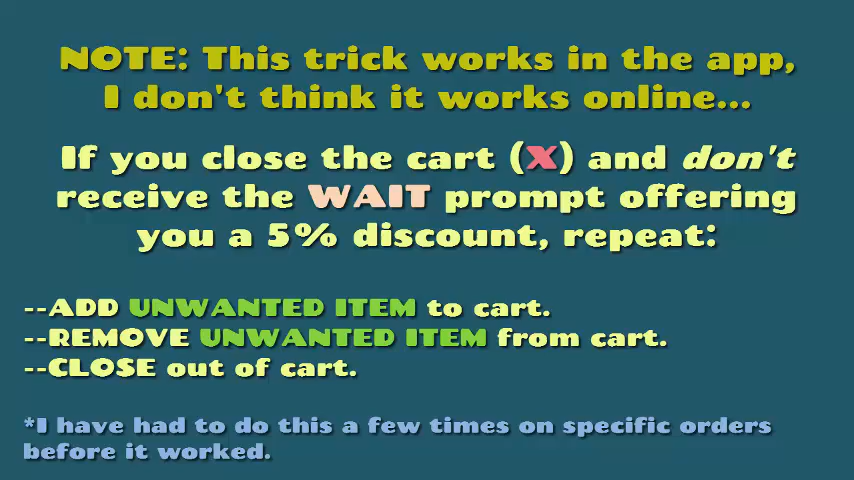 NOTE: This trick works in the app,
I don't think it works online...
If you close the cart (X) and don't
receive the WAIT prompt offering
you a 5% discount, repeat:
--ADD UNWANTED ITEM to cart.
--REMOVE UNWANTED ITEM from cart.
--CLOSE out of cart.
*I have had to do this a few times on specific orders
before it worked.